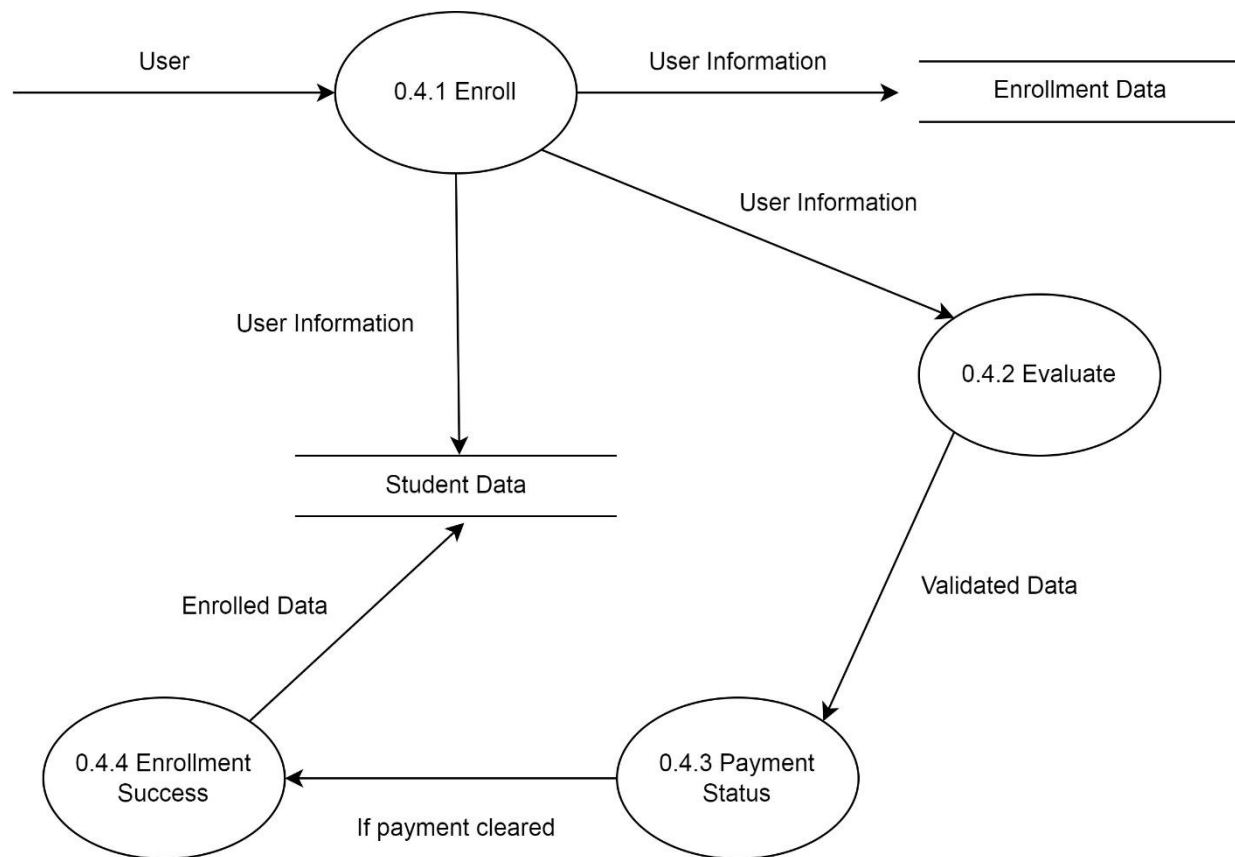 User
User Information
0.4.1 Enroll
Enrollment Data
User Information
User Information
0.4.2 Evaluate
Student Data
Validated Data
Enrolled Data
0.4.4 Enrollment
Success
0.4.3 Payment
Status
If payment cleared